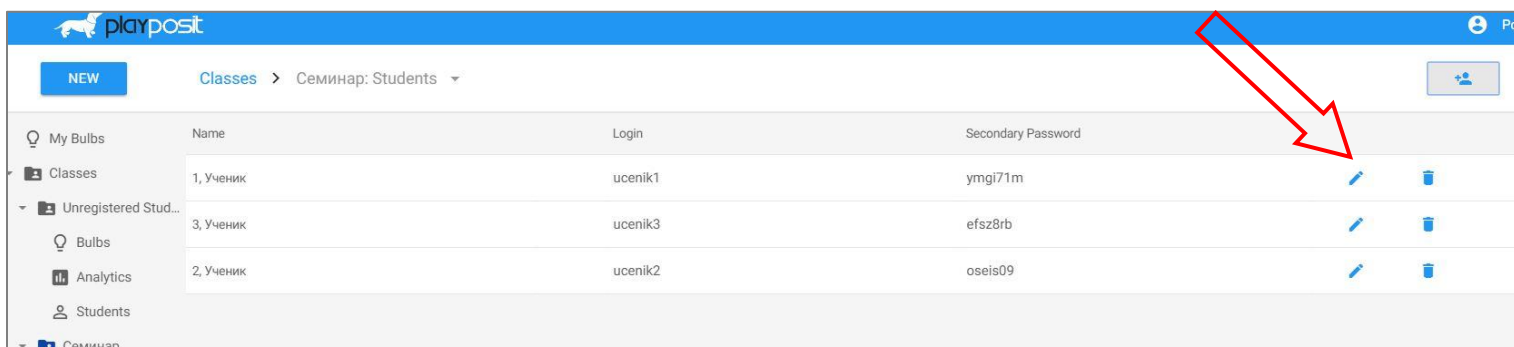 playposit
NEW
Classes > Семинар: Students
My Bulbs
Classes
Unregistered Stud...
Bulbs
Analytics
Students
Семинар
Name Login Secondary Password
1, Ученик ucenik1 ymgi71m
3, Ученик ucenik3 efsz8rb
2, Ученик ucenik2 oseis09